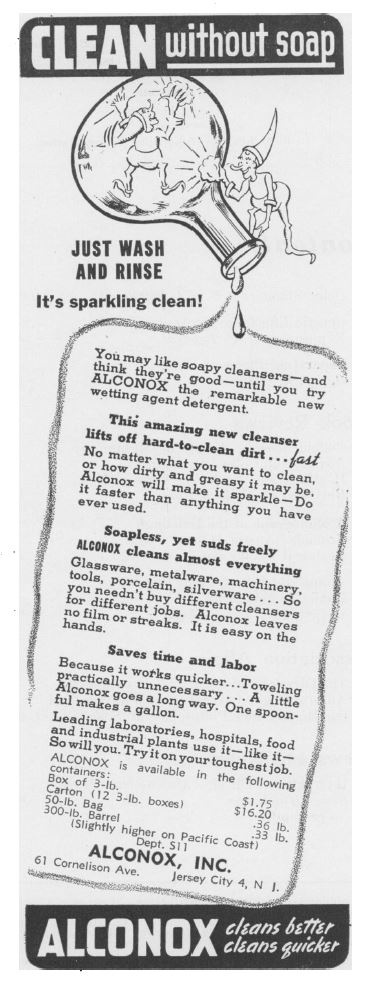 CLEAN without soap
JUST WASH
AND RINSE
It's sparkling clean!
You may like soapy cleansers—and
think they're good—until you try
ALCONOX the remarkable new
wetting agent detergent.
This amazing new cleanser
lifts off hard-to-clean dirt . . . fast
No matter what you want to clean,
or how dirty and greasy it may be,
Alconox will make it sparkle—Do
it faster than anything you have
ever used.
Soapless, yet suds freely
ALCONOX cleans almost everything
Glassware, metalware, machinery,
tools, porcelain, silverware . . . So
you needn't buy different cleansers
for different jobs. Alconox leaves
no film or streaks. It is easy on the
hands.
Saves time and labor
Because it works quicker...Toweling
practically unnecessary . . . A little
Alconox goes a long way. One spoon-
ful makes a gallon.
Leading laboratories, hospitals, food
and industrial plants use it—like it—
So will you. Try it on your toughest job.
ALCONOX is available in the following
containers:
Box of 3-lb. $1.75
Carton (12 3-lb. boxes) $16.20
50-lb. Bag .36 lb.
300-lb. Barrel .33 lb.
(Slightly higher on Pacific Coast)
Dept. S11
ALCONOX, INC.
61 Cornelison Ave. Jersey City 4, N J.
ALCONOX cleans better
cleans quicker